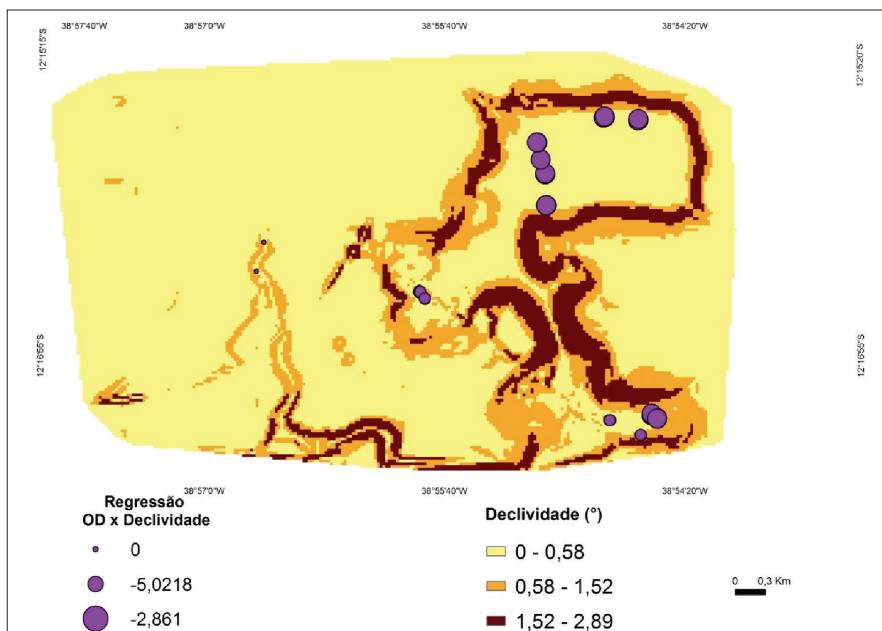 38°57'40"W
38°57'0"W
38°55'40"W
38°54'20"W
12°15'15"S
12°15'20"S
12°16'55"S
12°16'55"S
38°57'0"W
38°55'40"W
38°54'20"W
Regressão
OD x Declividade
0
-5,0218
-2,861
Declividade (°)
0 - 0,58
0,58 - 1,52
1,52 - 2,89
0 0,3 Km